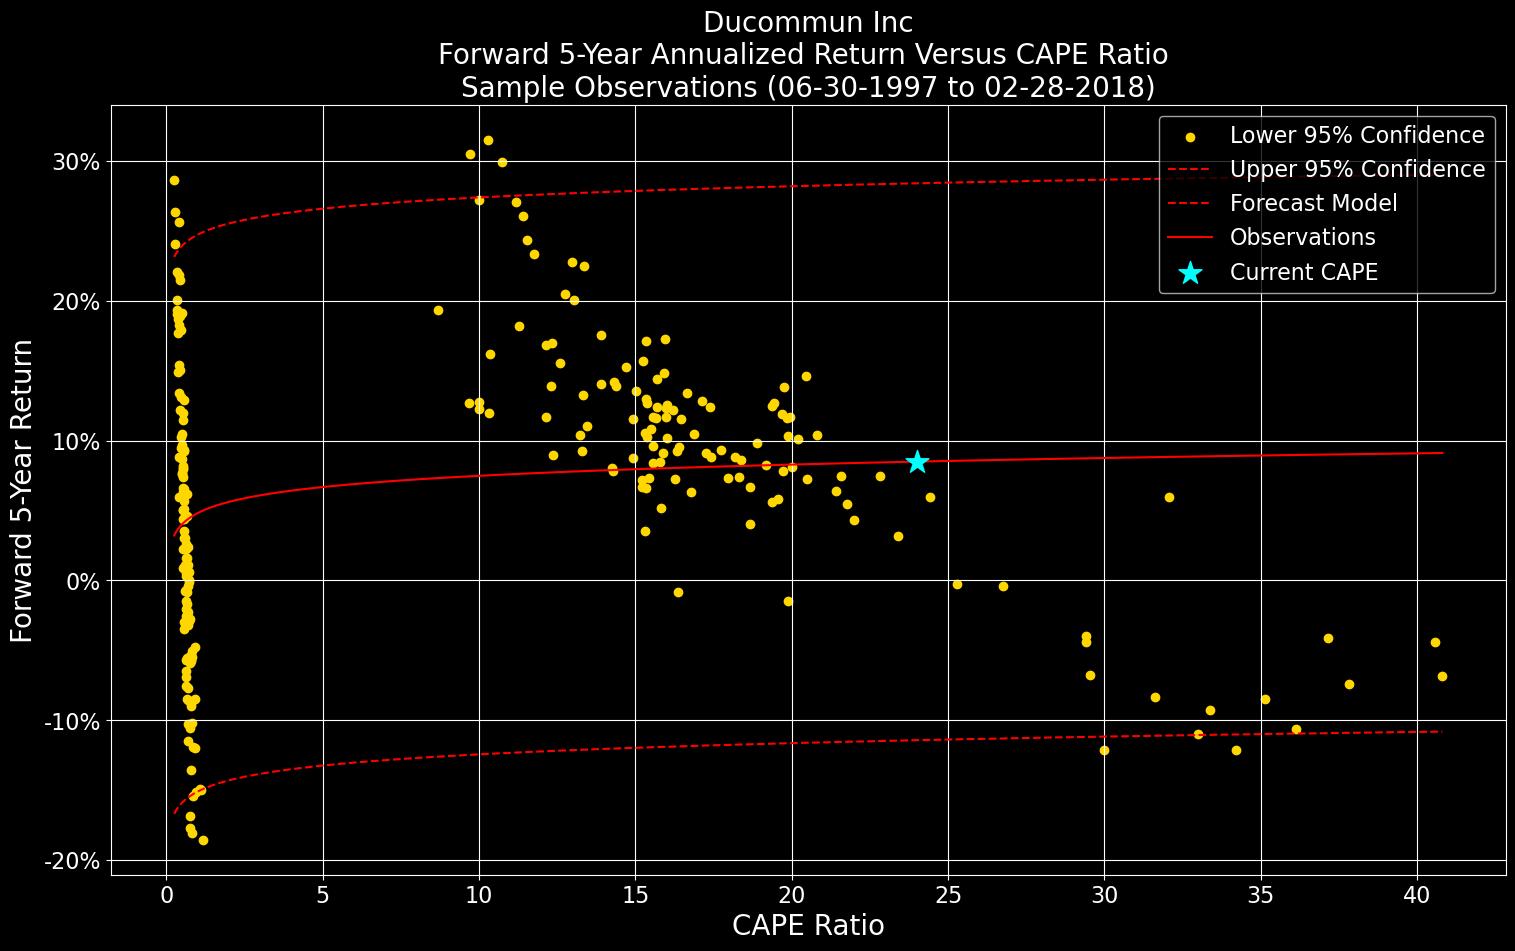 Ducommun Inc
Forward 5-Year Annualized Return Versus CAPE Ratio
Sample Observations (06-30-1997 to 02-28-2018)
Lower 95% Confidence
Upper 95% Confidence
Forecast Model
Observations
Current CAPE
Forward 5-Year Return
30%
20%
10%
0%
-10%
-20%
0 5 10 15 20 25 30 35 40
CAPE Ratio